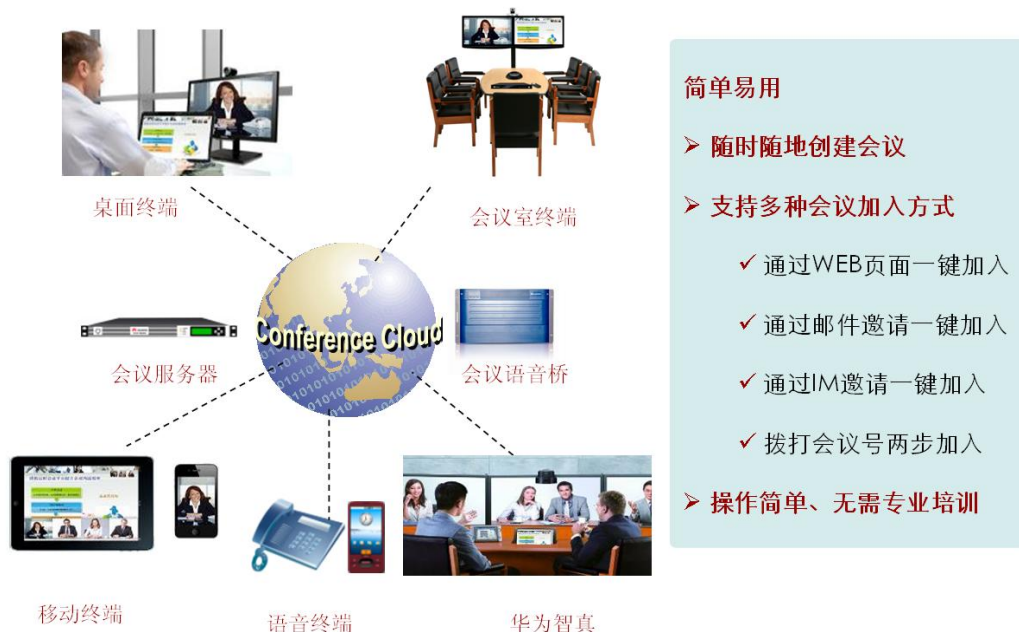 桌面终端
会议室终端
Conference Cloud
会议服务器
会议语音桥
移动终端
语音终端
华为智真
简单易用
➢ 随时随地创建会议
➢ 支持多种会议加入方式
✓ 通过WEB页面一键加入
✓ 通过邮件邀请一键加入
✓ 通过IM邀请一键加入
✓ 拨打会议号两步加入
➢ 操作简单、无需专业培训